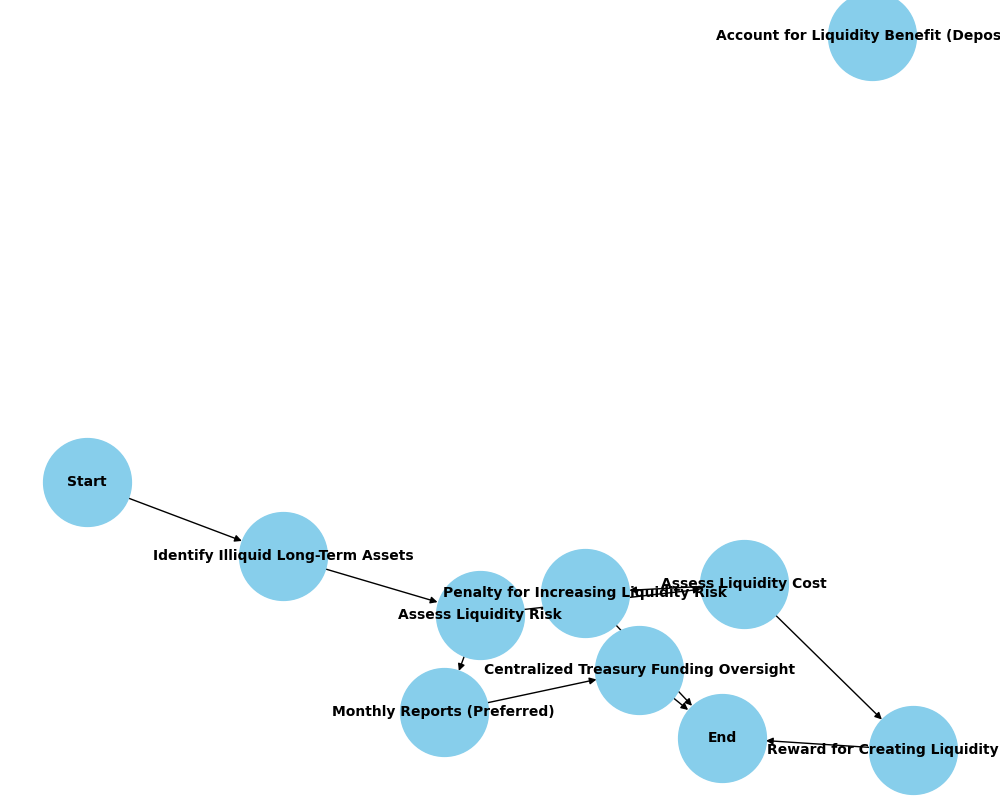 Account for Liquidity Benefit (Depos
Start
Identify Illiquid Long-Term Assets
Assess Liquidity Cost
Penalty for Increasing Liquidity Risk
Assess Liquidity Risk
Centralized Treasury Funding Oversight
Monthly Reports (Preferred)
End
Reward for Creating Liquidity